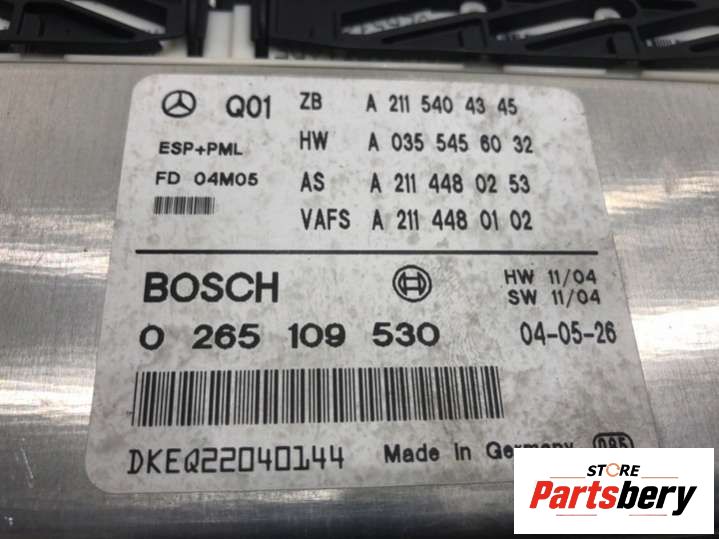 Q01 ZB A 211 540 43 45
ESP+PML HW A 035 545 60 32
FD 04M05 AS A 211 448 02 53
VAFS A 211 448 01 02
BOSCH HW 11/04
SW 11/04
0 265 109 530 04-05-26
DKEQ22040144 Made in Germany
STORE
Partsbery